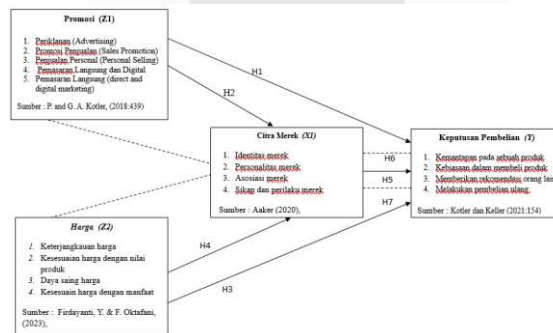 Promosi (Z1)
1. Periklanan (Advertising)
2. Promosi Penjualan (Sales Promotion)
3. Penjualan Personal (Personal Selling)
4. Pemasaran Langsung dan Digital
5. Pemasaran Langsung (direct and
digital marketing)
Sumber : P. and G. A. Kotler, (2018:439)
H1
H2
Citra Merek (X1)
1. Identitas merek
2. Personalitas merek
3. Asosiasi merek
4. Sikap dan perilaku merek
Sumber : Aaker (2020),
H6
H5
H7
Keputusan Pembelian (Y)
1. Kemantapan pada sebuah produk
2. Kebiasaan dalam membeli produk
3. Memberikan rekomendasi orang lain
4. Melakukan pembelian ulang.
Sumber : Kotler dan Keller (2021:154)
Harga (Z2)
1. Keterjangkauan harga
2. Kesesuaian harga dengan nilai
produk
3. Daya saing harga
4. Kesesuain harga dengan manfaat
Sumber : Firdayanti, Y. & F. Oktafani,
(2023),
H4
H3